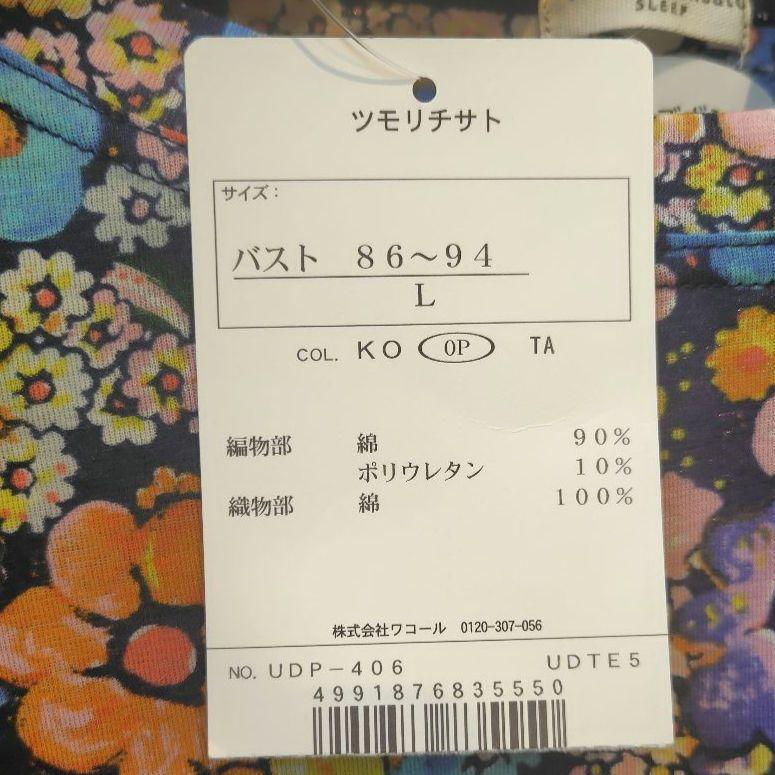 SLEEP
ツモリチサト
サイズ：
バスト 86～94
L
COL. KO 0P TA
編物部 綿 90%
ポリウレタン 10%
織物部 綿 100%
株式会社ワコール 0120-307-056
NO. UDP-406 UDTE5
4991876835550